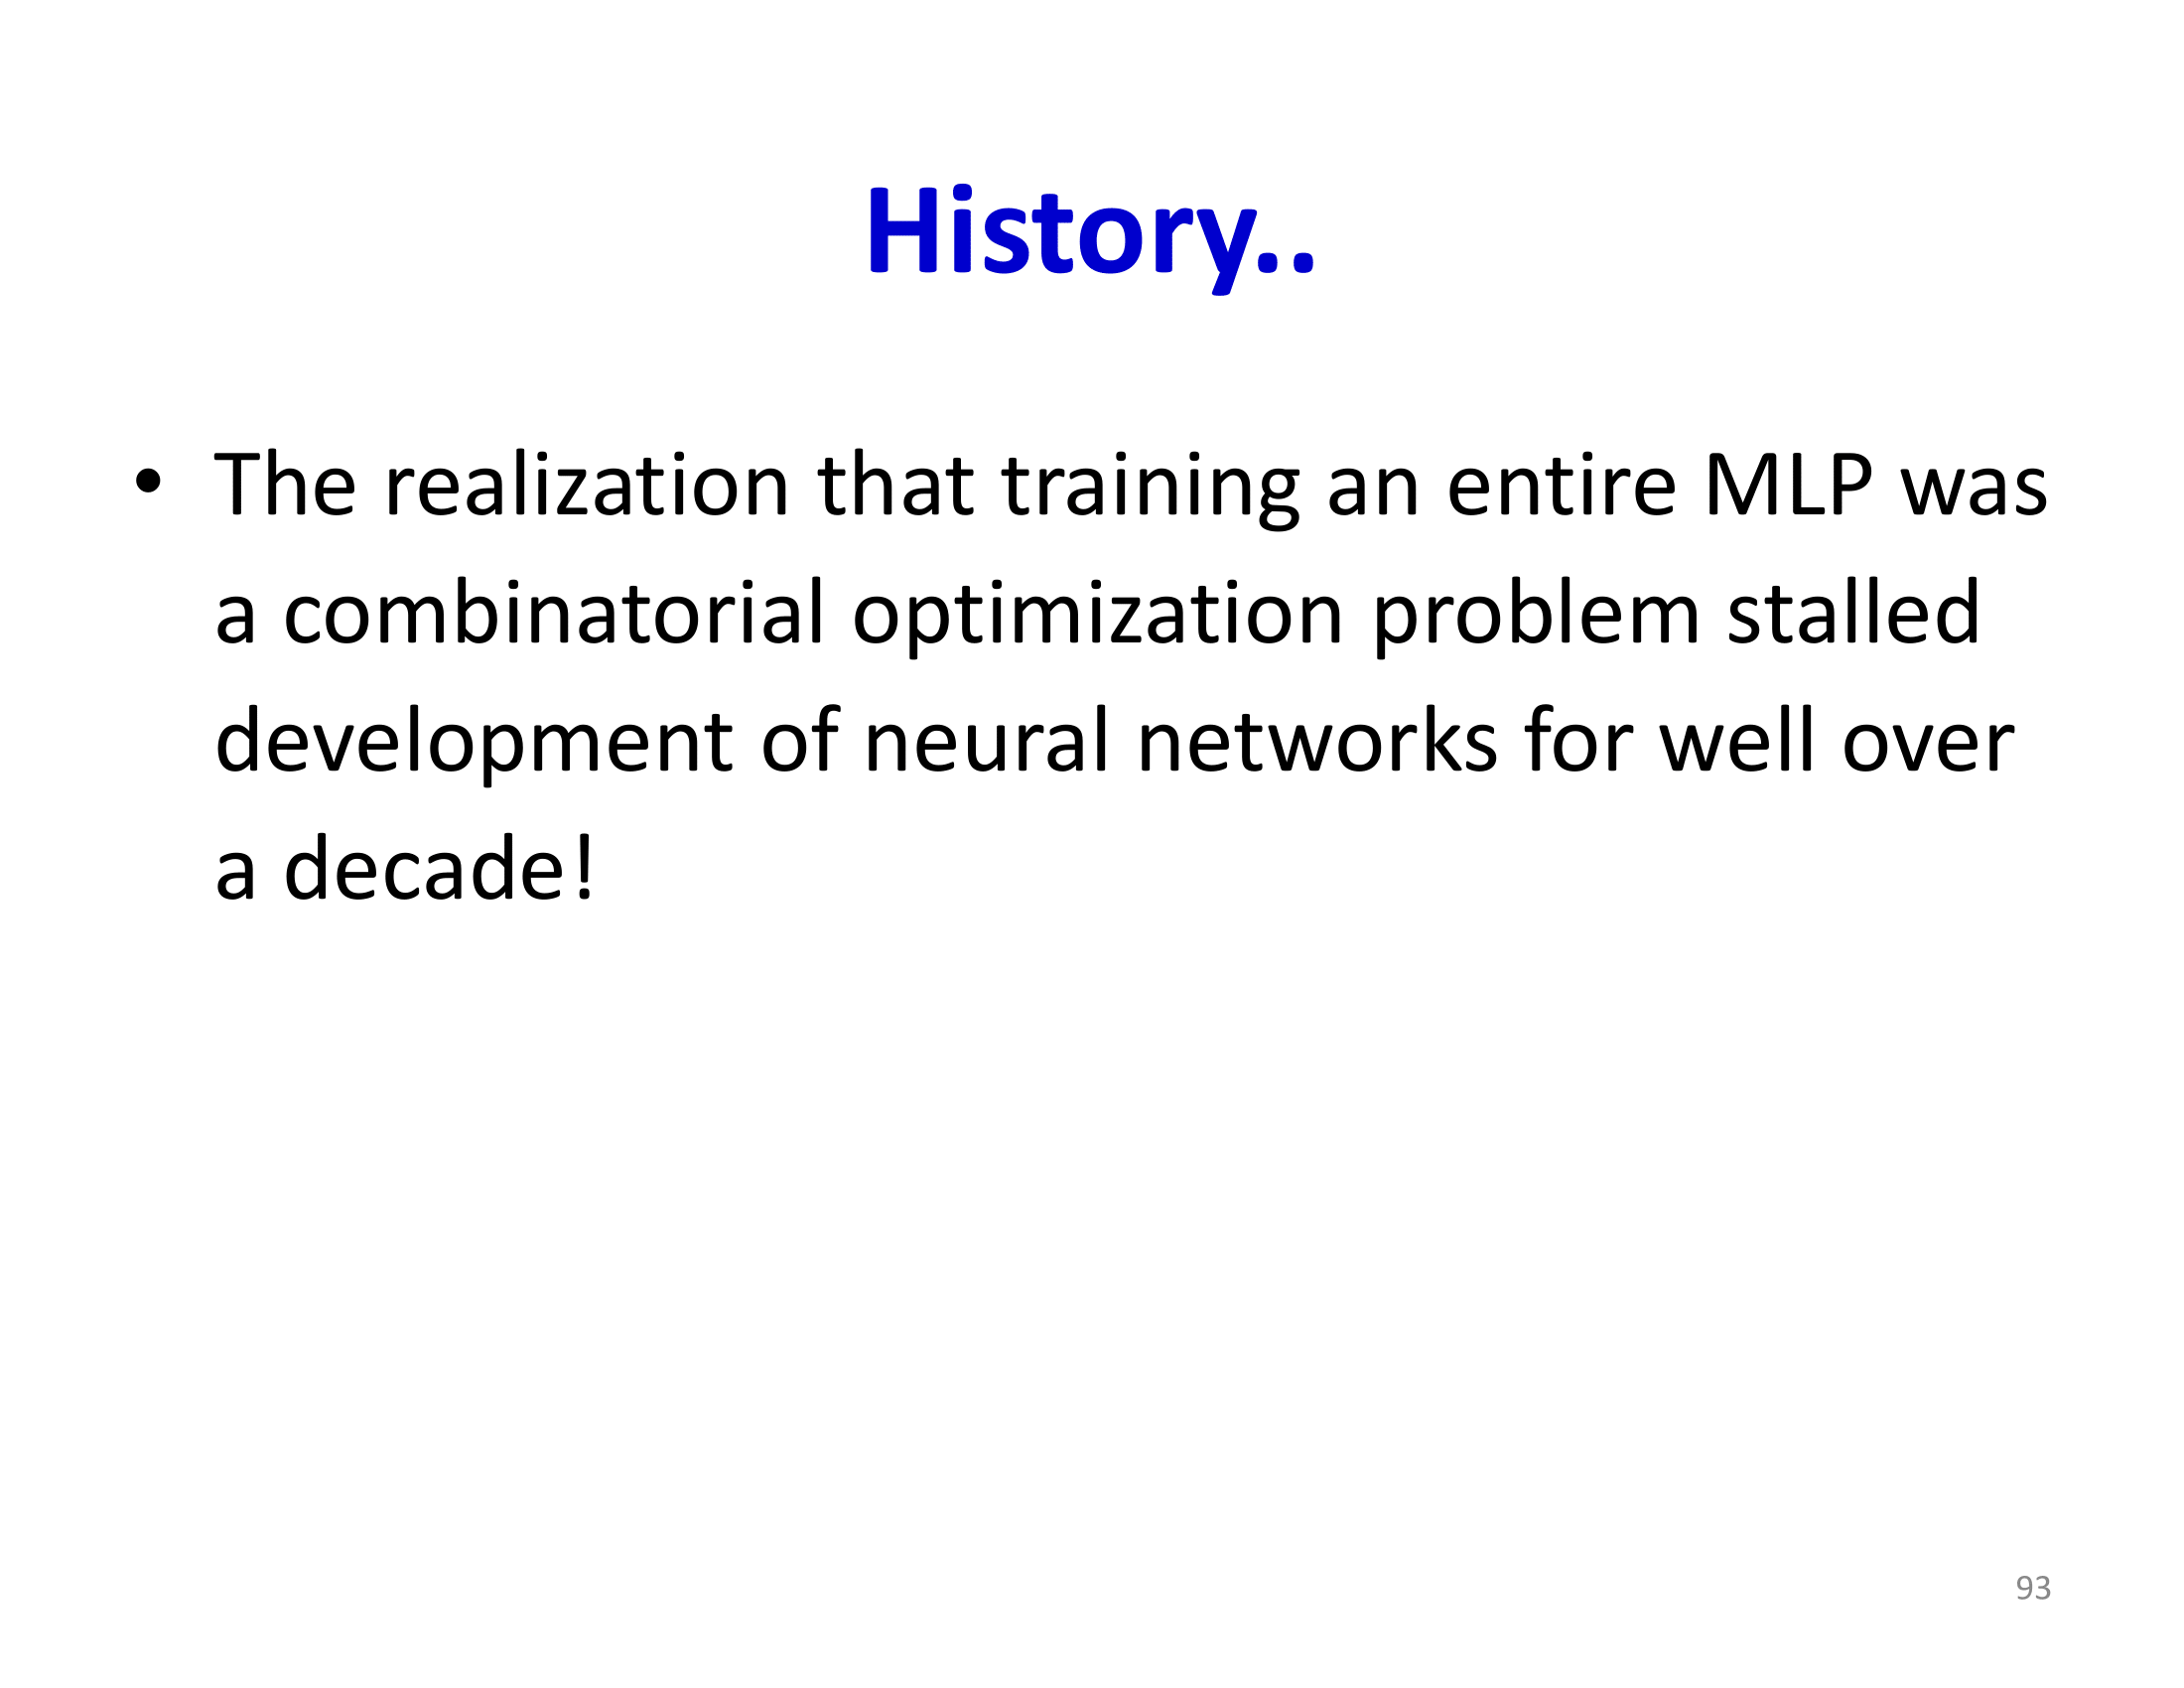 History..
• The realization that training an entire MLP was
a combinatorial optimization problem stalled
development of neural networks for well over
a decade!
93